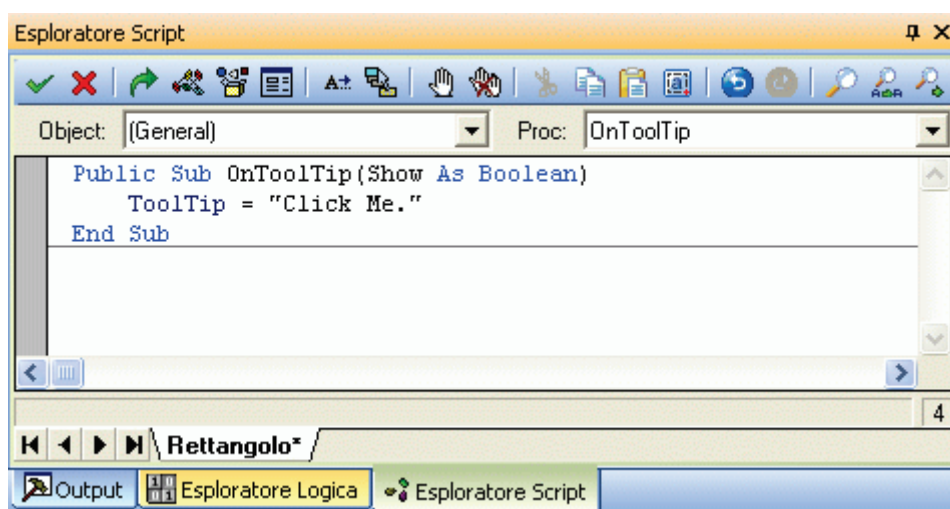 Esploratore Script
Object: (General) Proc: OnToolTip
Public Sub OnToolTip(Show As Boolean)
ToolTip = "Click Me."
End Sub
4
Rettangolo*
Output Esploratore Logica Esploratore Script